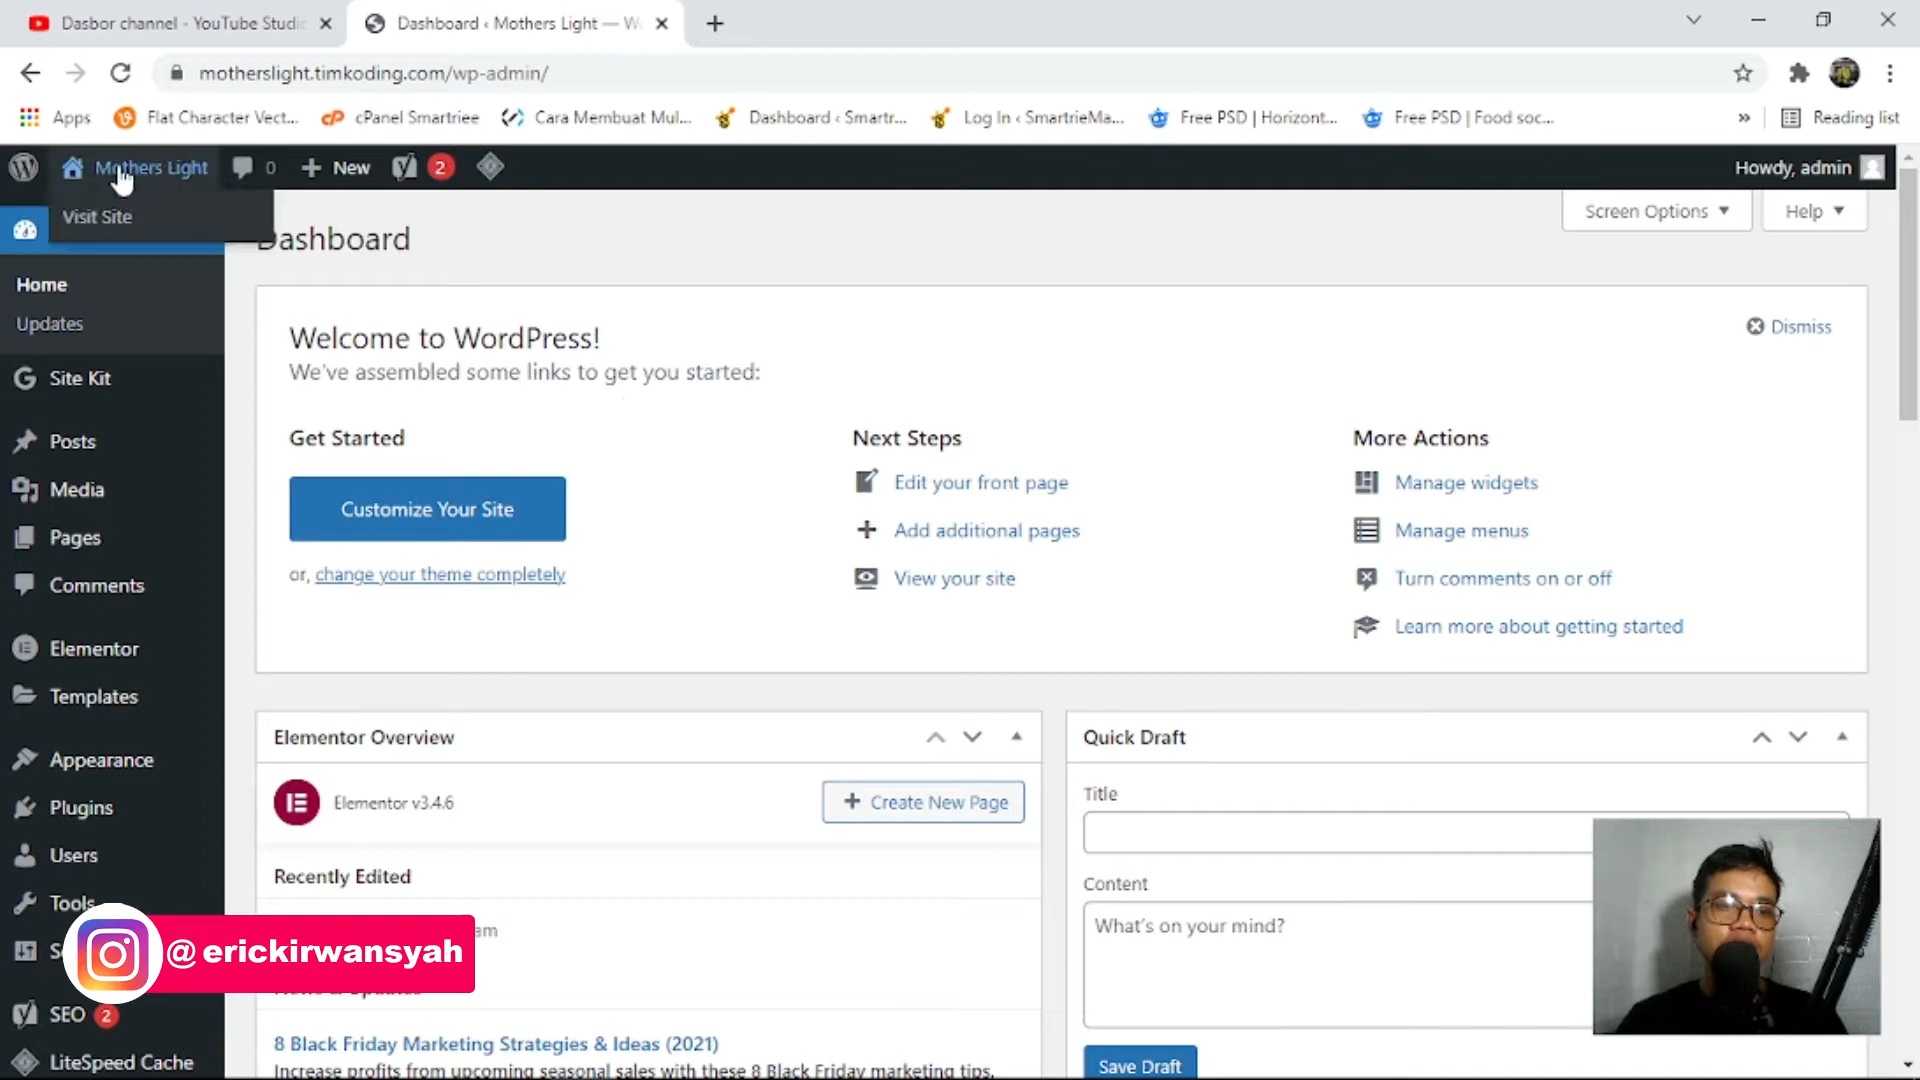 Dasbor channel - YouTube Studio
Dashboard ‹ Mothers Light — W
motherslight.timkoding.com/wp-admin/
Apps
Flat Character Vect...
cPanel Smartriee
Cara Membuat Mul...
Dashboard ‹ Smartr...
Log In ‹ SmartrieMa...
Free PSD | Horizont...
Free PSD | Food soc...
»
Reading list
Mothers Light
0
New
2
Howdy, admin
Visit Site
Screen Options
Help
Dashboard
Home
Updates
Site Kit
Posts
Media
Pages
Comments
Elementor
Templates
Appearance
Plugins
Users
Tools
SEO 2
LiteSpeed Cache
Welcome to WordPress!
We've assembled some links to get you started:
Dismiss
Get Started
Customize Your Site
or, change your theme completely
Next Steps
Edit your front page
Add additional pages
View your site
More Actions
Manage widgets
Manage menus
Turn comments on or off
Learn more about getting started
Elementor Overview
Elementor v3.4.6
Create New Page
Recently Edited
am
8 Black Friday Marketing Strategies & Ideas (2021)
Increase profits from upcoming seasonal sales with these 8 Black Friday marketing tips,
Quick Draft
Title
Content
What's on your mind?
Save Draft
@erickirwansyah